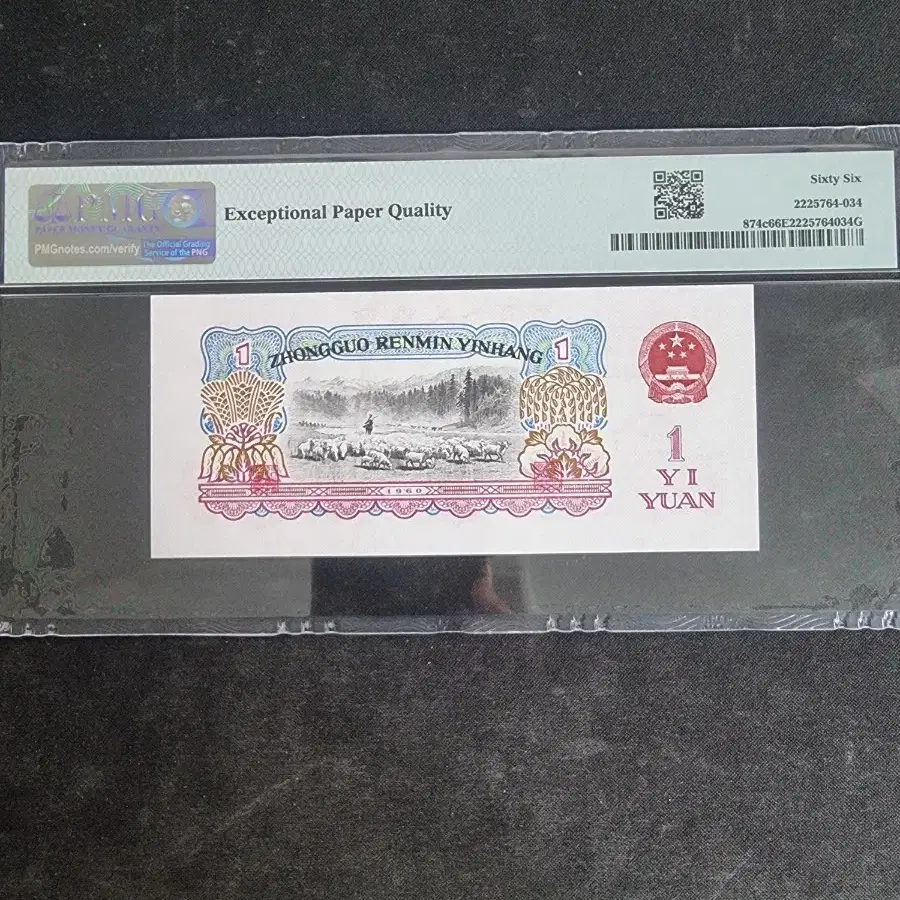 PMG
PAPER MONEY GUARANTY
PMGnotes.com/verify
The Official Grading
Service of the PNG
Exceptional Paper Quality
Sixty Six
2225764-034
874c66E2225764034G
1
ZHONGGUO RENMIN YINHANG
1
1960
1
YI
YUAN